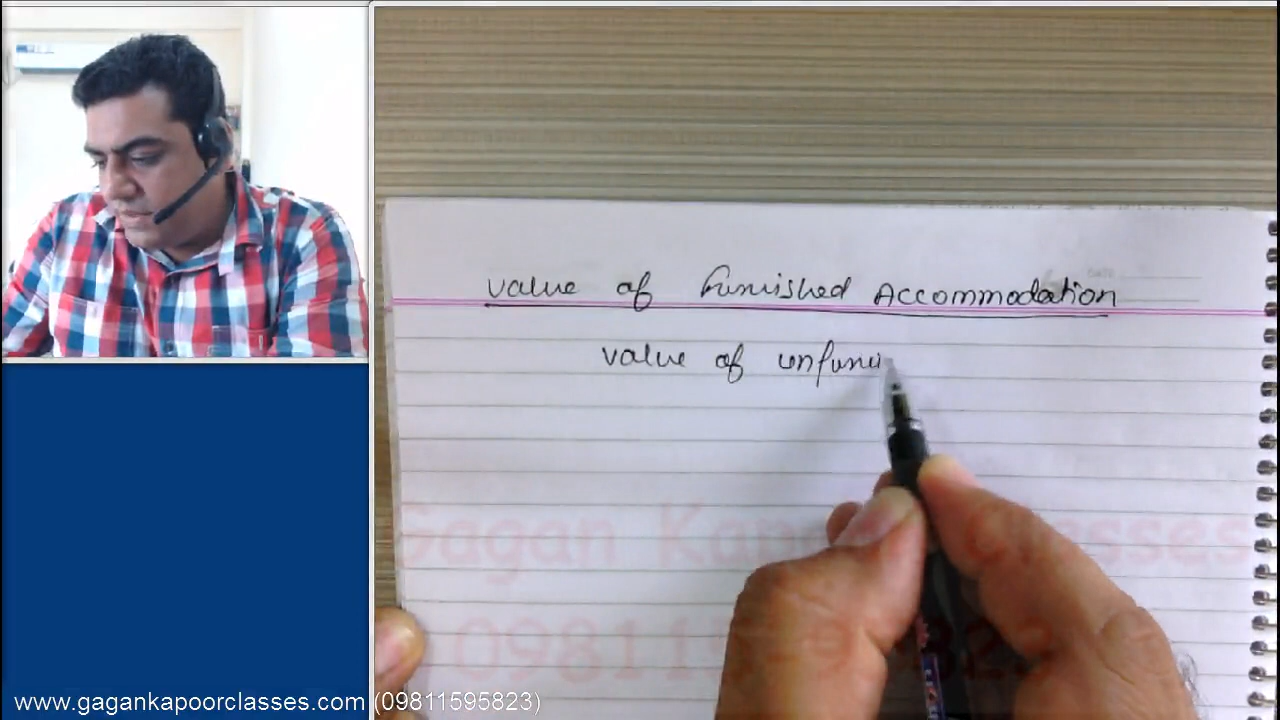 value of Furnished Accommodation
value of unfurni
Gagan Kapoor Classes
www.gagankapoorclasses.com (09811595823)